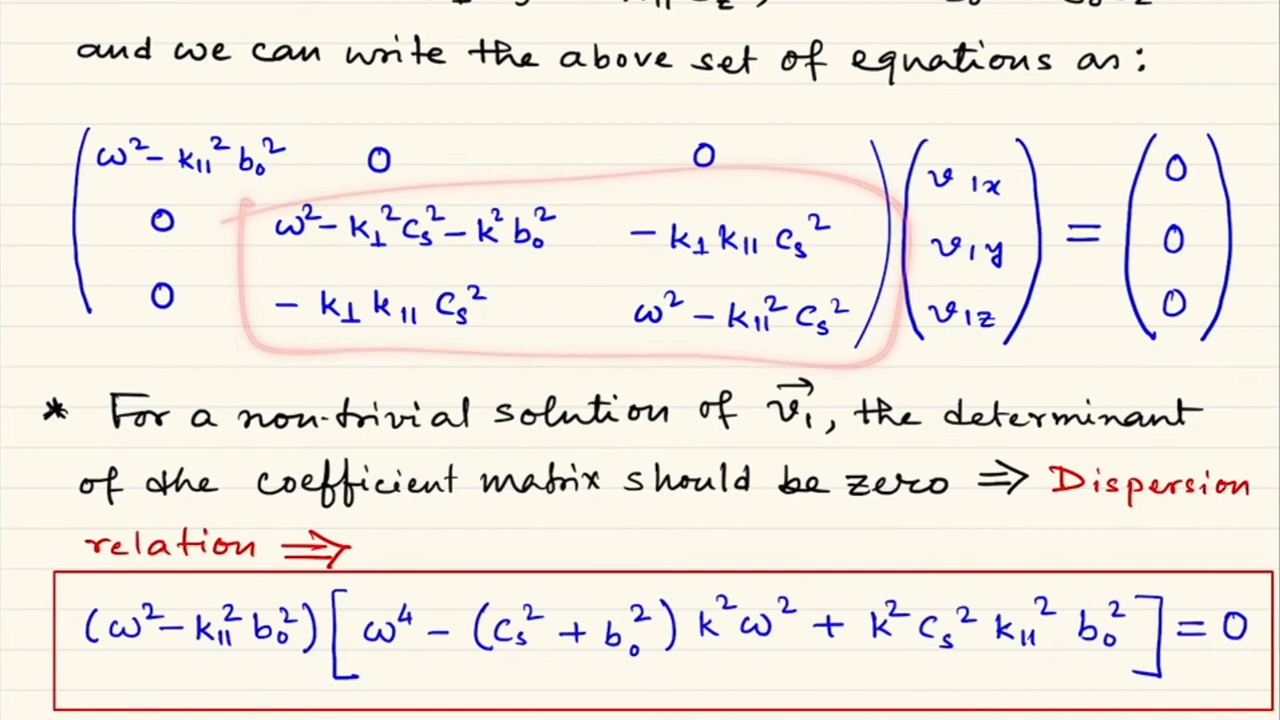 and we can write the above set of equations as:
( ω² – k∥² b₀² 0 0 ) ( v₁ₓ ) ( 0 )
( 0 ω² – k⊥² cₛ² – k² b₀² – k⊥ k∥ cₛ² ) ( v₁y ) = ( 0 )
( 0 – k⊥ k∥ cₛ² ω² – k∥² cₛ² ) ( v₁z ) ( 0 )
* For a non-trivial solution of v⃗₁, the determinant
of the coefficient matrix should be zero ⇒ Dispersion
relation ⇒
(ω² – k∥² b₀²) [ ω⁴ – (cₛ² + b₀²) k² ω² + k² cₛ² k∥² b₀² ] = 0